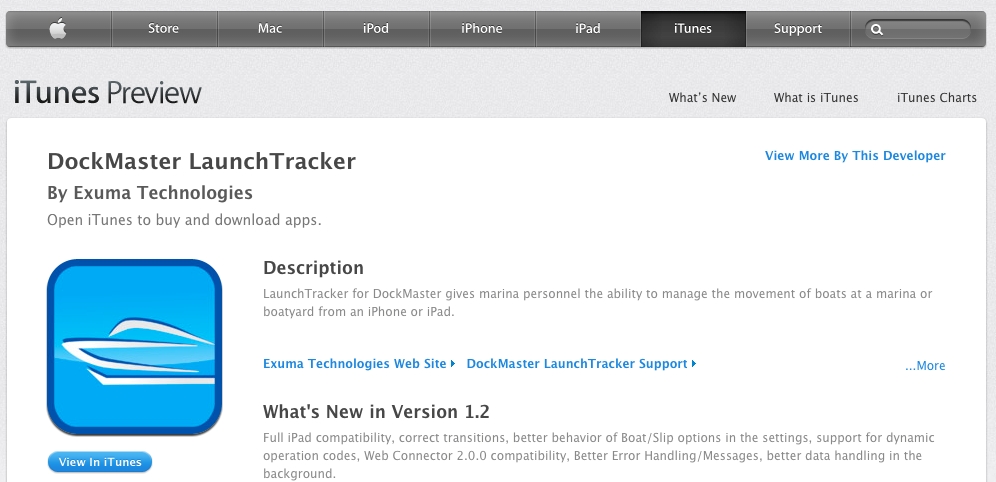 Store Mac iPod iPhone iPad iTunes Support
iTunes Preview
What's New What is iTunes iTunes Charts
DockMaster LaunchTracker
View More By This Developer
By Exuma Technologies
Open iTunes to buy and download apps.
Description
LaunchTracker for DockMaster gives marina personnel the ability to manage the movement of boats at a marina or
boatyard from an iPhone or iPad.
Exuma Technologies Web Site DockMaster LaunchTracker Support ...More
What's New in Version 1.2
Full iPad compatibility, correct transitions, better behavior of Boat/Slip options in the settings, support for dynamic
operation codes, Web Connector 2.0.0 compatibility, Better Error Handling/Messages, better data handling in the
background.
View In iTunes